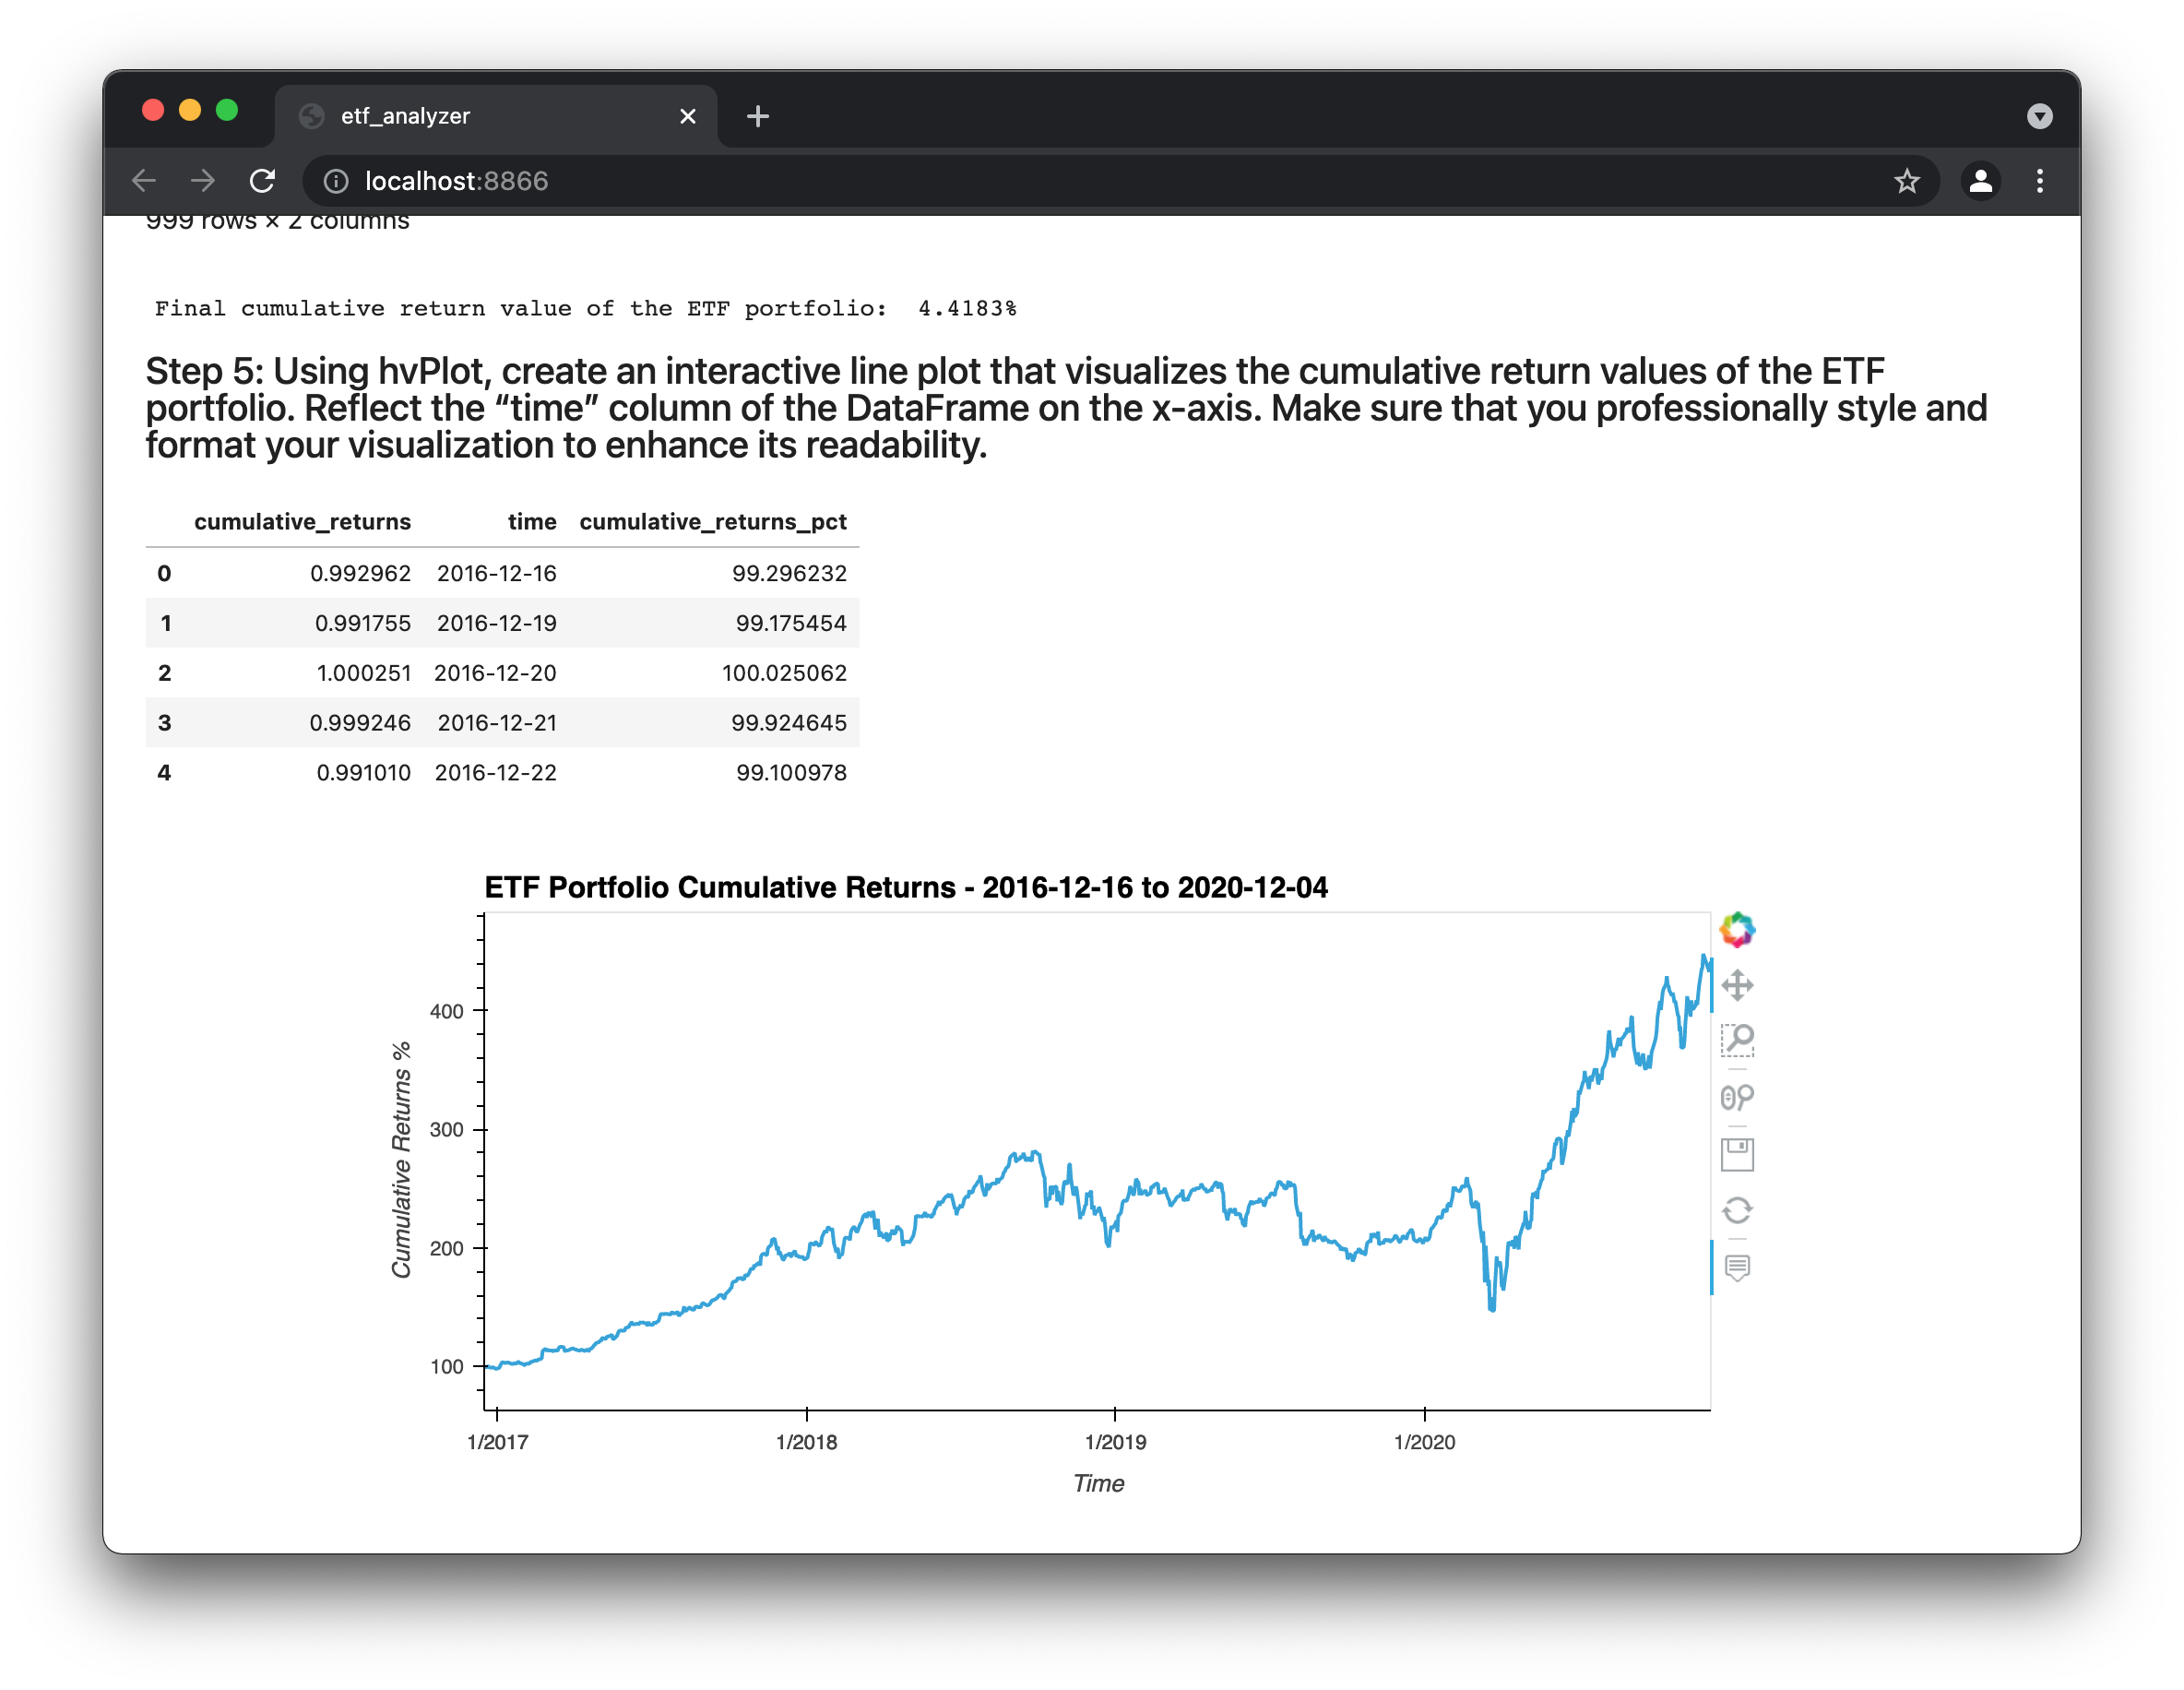 etf_analyzer
localhost:8866
999 rows × 2 columns
Final cumulative return value of the ETF portfolio:  4.4183%
Step 5: Using hvPlot, create an interactive line plot that visualizes the cumulative return values of the ETF
portfolio. Reflect the “time” column of the DataFrame on the x-axis. Make sure that you professionally style and
format your visualization to enhance its readability.
cumulative_returns time cumulative_returns_pct
0 0.992962 2016-12-16 99.296232
1 0.991755 2016-12-19 99.175454
2 1.000251 2016-12-20 100.025062
3 0.999246 2016-12-21 99.924645
4 0.991010 2016-12-22 99.100978
ETF Portfolio Cumulative Returns - 2016-12-16 to 2020-12-04
Cumulative Returns %
400
300
200
100
1/2017 1/2018 1/2019 1/2020
Time